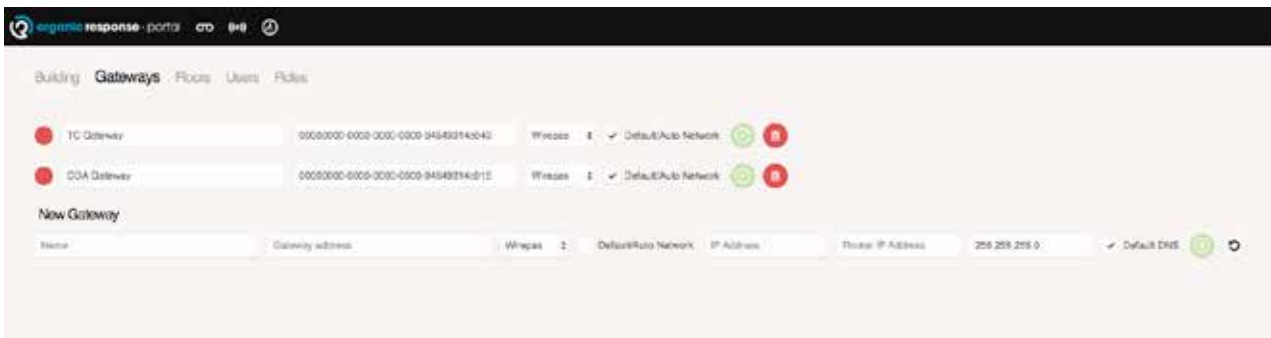 organic response portal
Building Gateways Floors Users Roles
TC Gateway Wirepas Default/Auto Network
Gateway Wirepas Default/Auto Network
New Gateway
Name Gateway address Wirepas Default/Auto Network IP Address Router IP Address 255.255.255.0 Default DNS